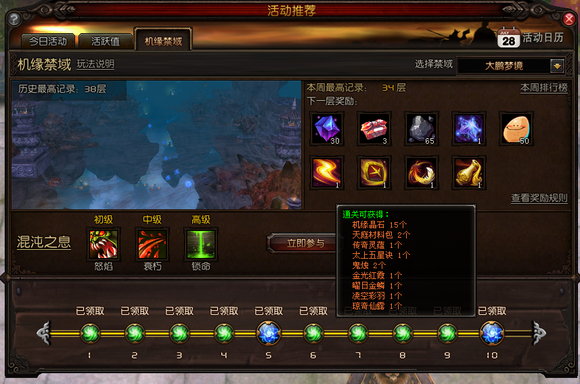 活动推荐
今日活动 活跃值 机缘禁域 JULY 28 活动日历
机缘禁域 玩法说明 选择禁域 大鹏梦境
历史最高记录: 38层 本周最高记录: 34 层 本周排行榜
下一层奖励:
30 3 65 1 50
1 1 1 1
查看奖励规则
混沌之息 初级 中级 高级
怒焰 衰朽 锁命
立即参与
通关可获得:
机缘晶石 15个
天庭材料包 2个
传奇灵蕴 1个
太上五星诀 1个
鬼烛 2个
金光红霞 1个
曜日金鳞 1个
凌空彩羽 1个
琼奇仙露 1个
已领取 已领取 已领取 已领取 已领取 已领取 已领取 已领取 已领取 已领取
1 2 3 4 5 6 7 8 9 10